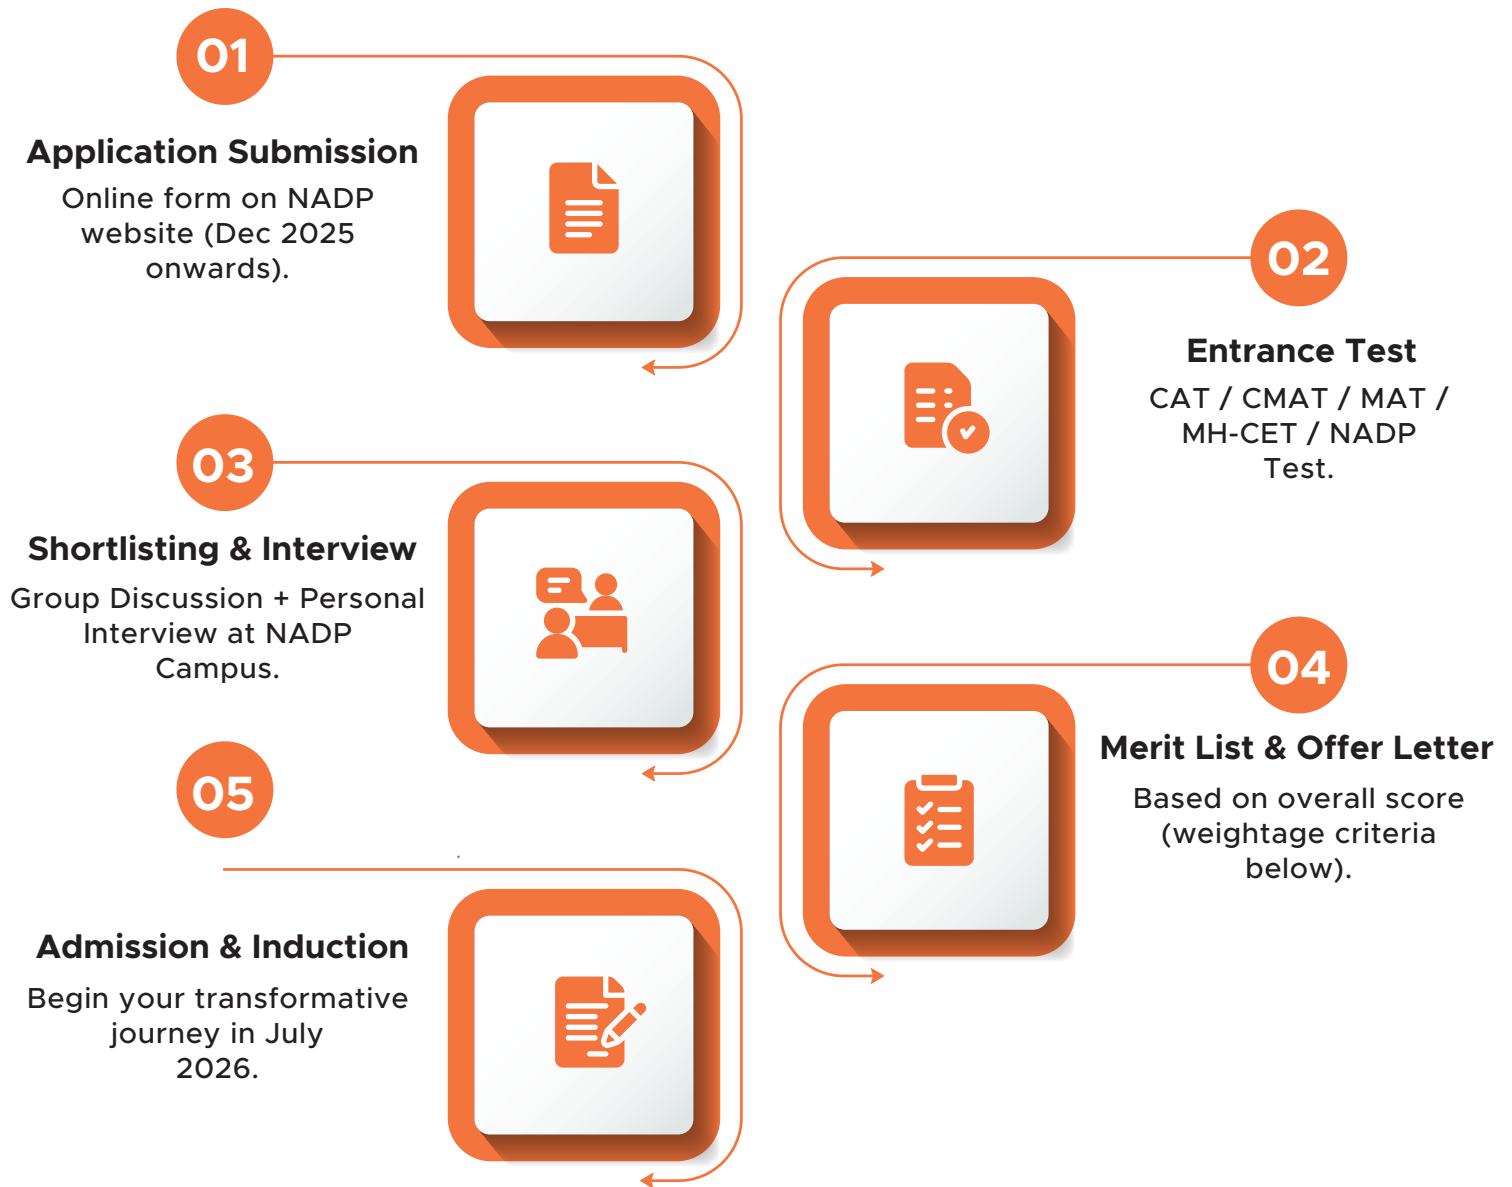 01
Application Submission
Online form on NADP
website (Dec 2025
onwards).
02
Entrance Test
CAT / CMAT / MAT /
MH-CET / NADP
Test.
03
Shortlisting & Interview
Group Discussion + Personal
Interview at NADP
Campus.
04
Merit List & Offer Letter
Based on overall score
(weightage criteria
below).
05
Admission & Induction
Begin your transformative
journey in July
2026.